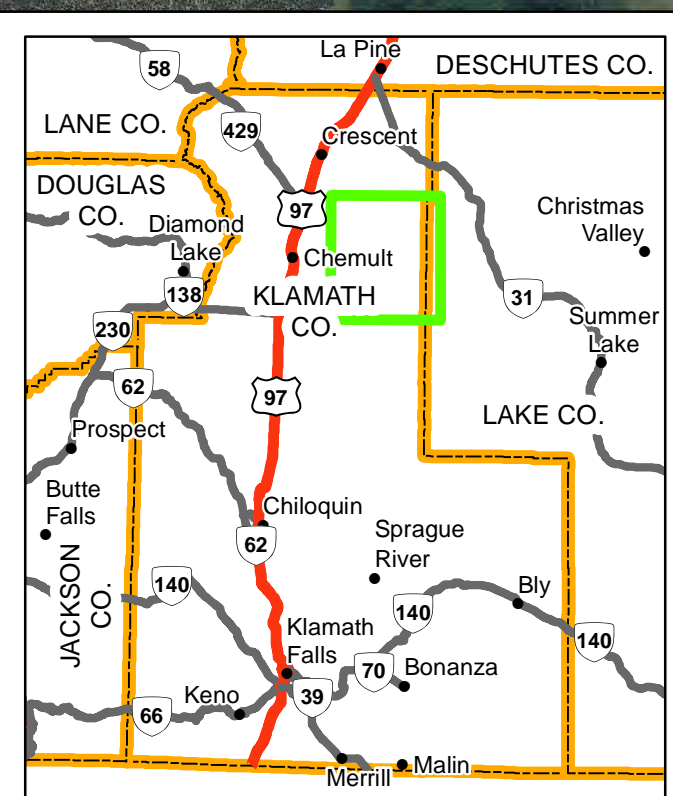 La Pine
58
DESCHUTES CO.
LANE CO.
429
Crescent
DOUGLAS
CO.
Diamond
Lake
97
Christmas
Valley
Chemult
138
KLAMATH
CO.
31
230
Summer
Lake
62
97
LAKE CO.
Prospect
Butte
Falls
Chiloquin
62
Sprague
River
JACKSON
CO.
140
Bly
140
140
Klamath
Falls
70
Bonanza
Keno
39
66
Merrill
Malin